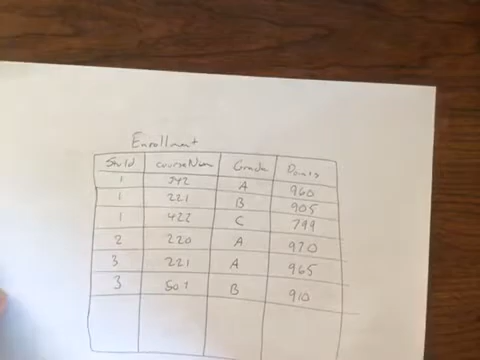 Enrollment
StuId courseNum Grade Points
1 342 A 960
1 221 B 905
1 422 C 799
2 220 A 970
3 221 A 965
3 501 B 910